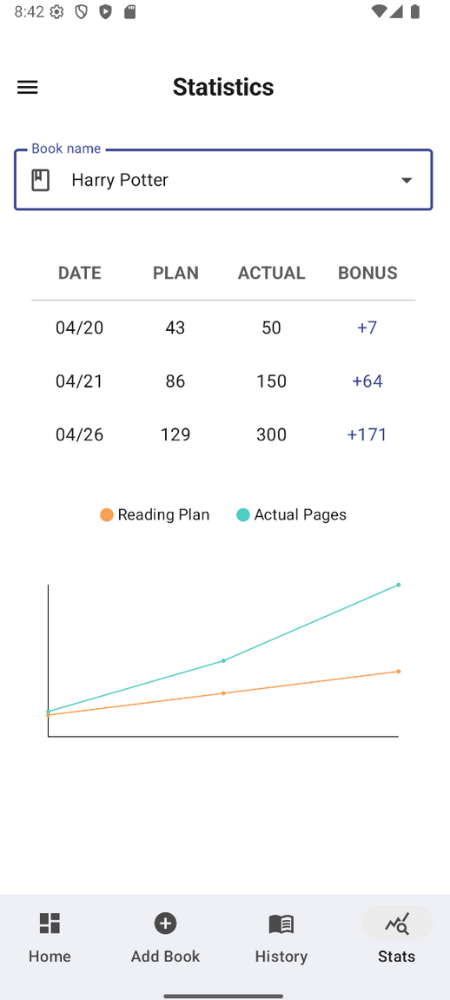 8:42
Statistics
Book name
Harry Potter
DATE PLAN ACTUAL BONUS
04/20 43 50 +7
04/21 86 150 +64
04/26 129 300 +171
Reading Plan Actual Pages
Home Add Book History Stats